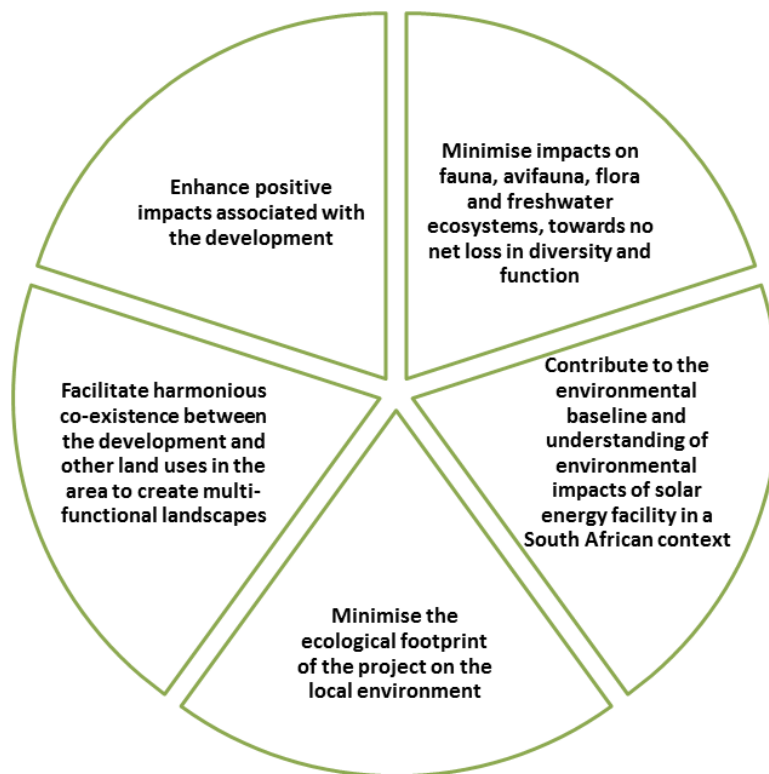 Enhance positive
impacts associated with
the development
Minimise impacts on
fauna, avifauna, flora
and freshwater
ecosystems, towards no
net loss in diversity and
function
Contribute to the
environmental
baseline and
understanding of
environmental
impacts of solar
energy facility in a
South African context
Minimise the
ecological footprint
of the project on the
local environment
Facilitate harmonious
co-existence between
the development and
other land uses in the
area to create multi-
functional landscapes